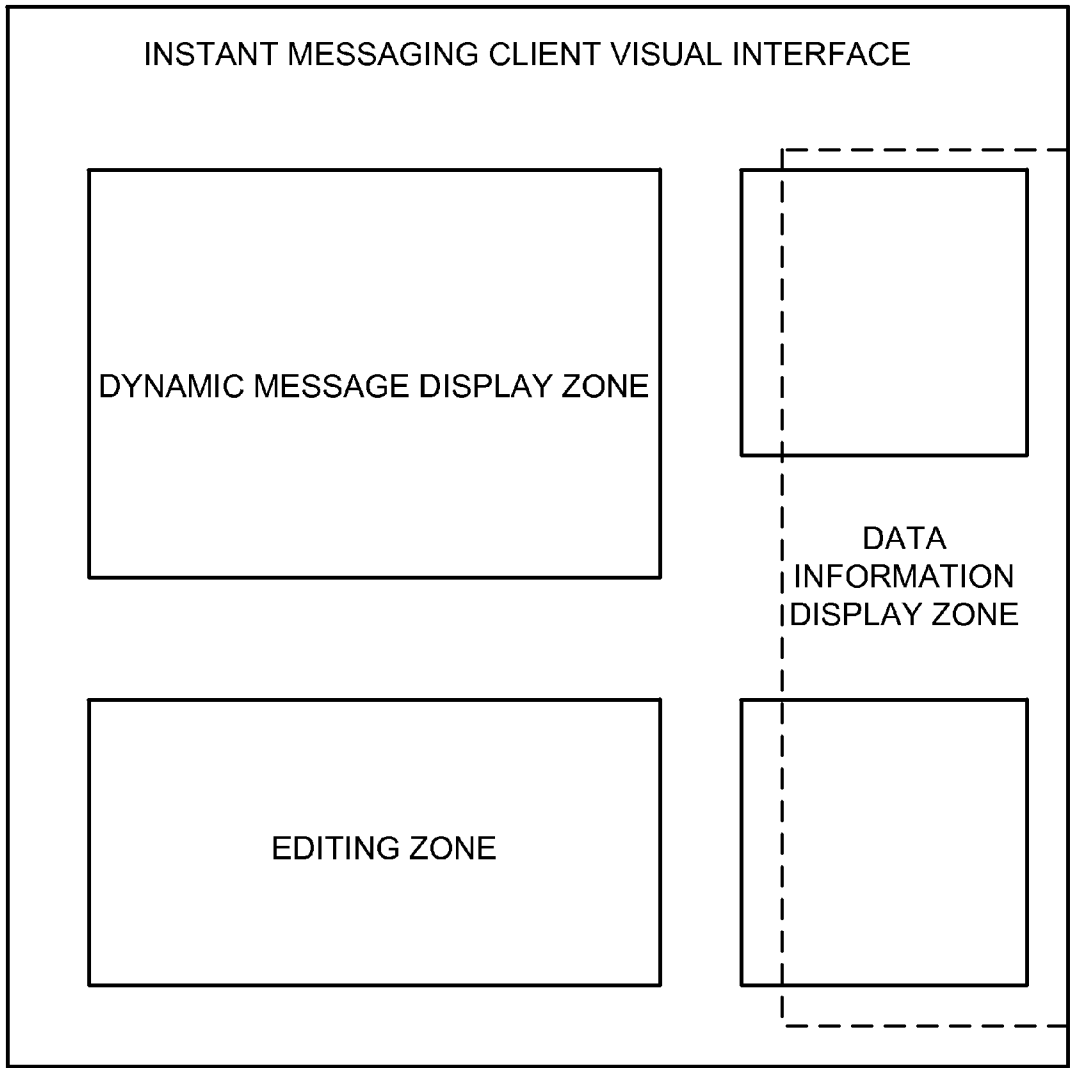 INSTANT MESSAGING CLIENT VISUAL INTERFACE
DYNAMIC MESSAGE DISPLAY ZONE
DATA
INFORMATION
DISPLAY ZONE
EDITING ZONE